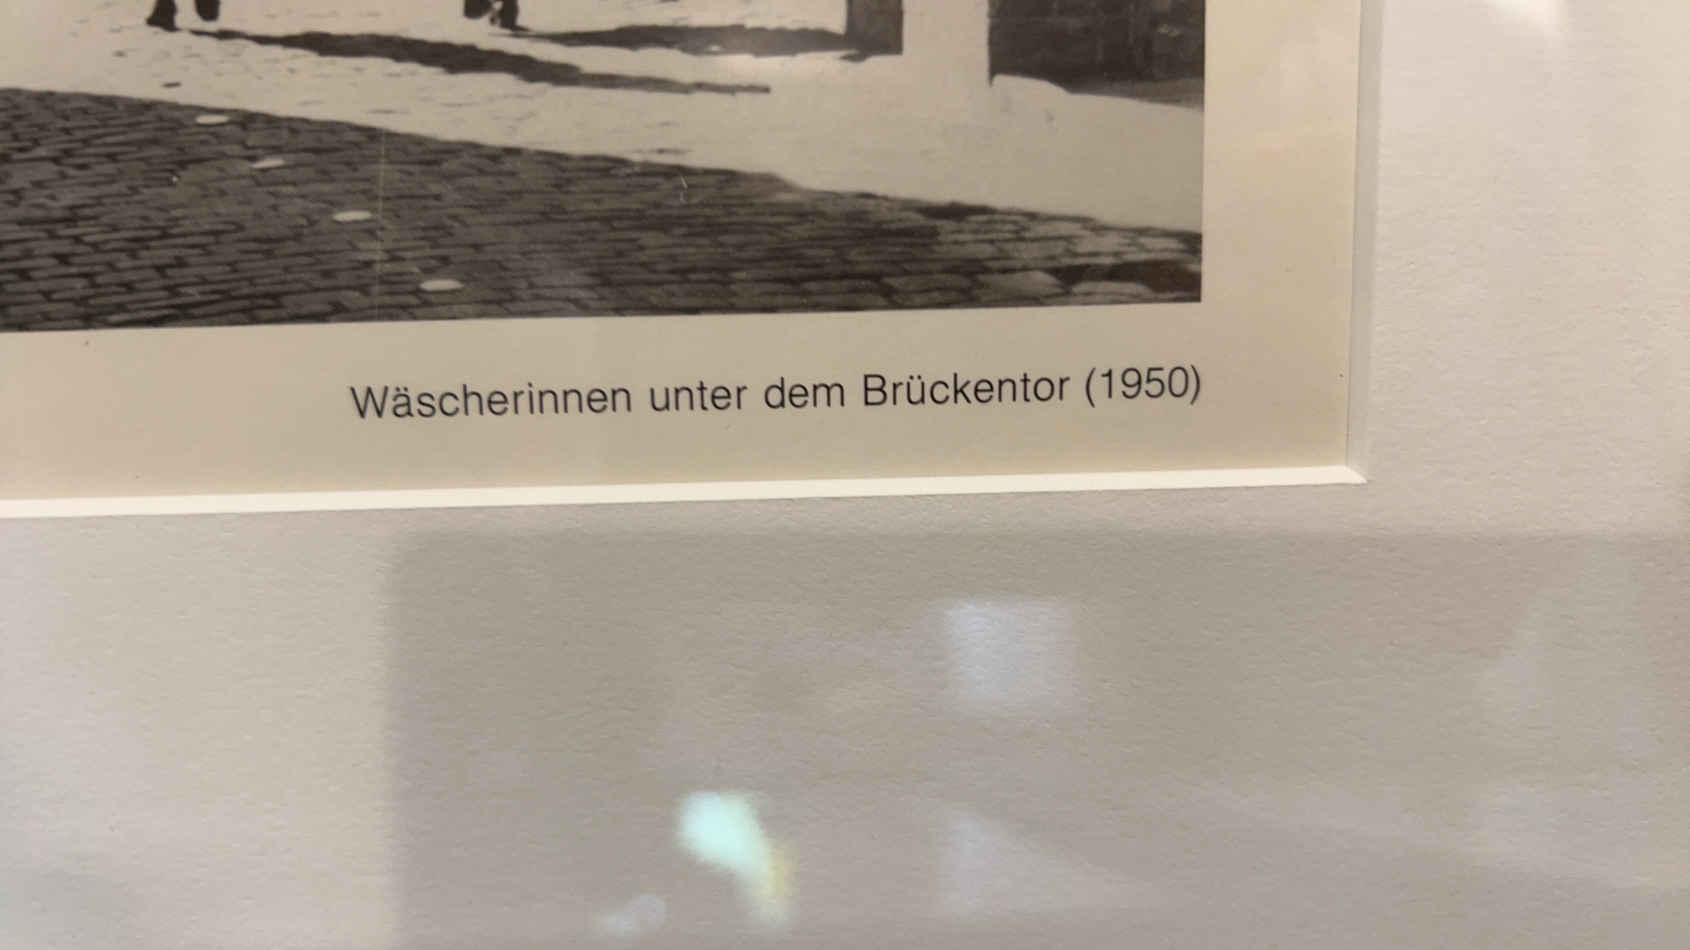 Wäscherinnen unter dem Brückentor (1950)